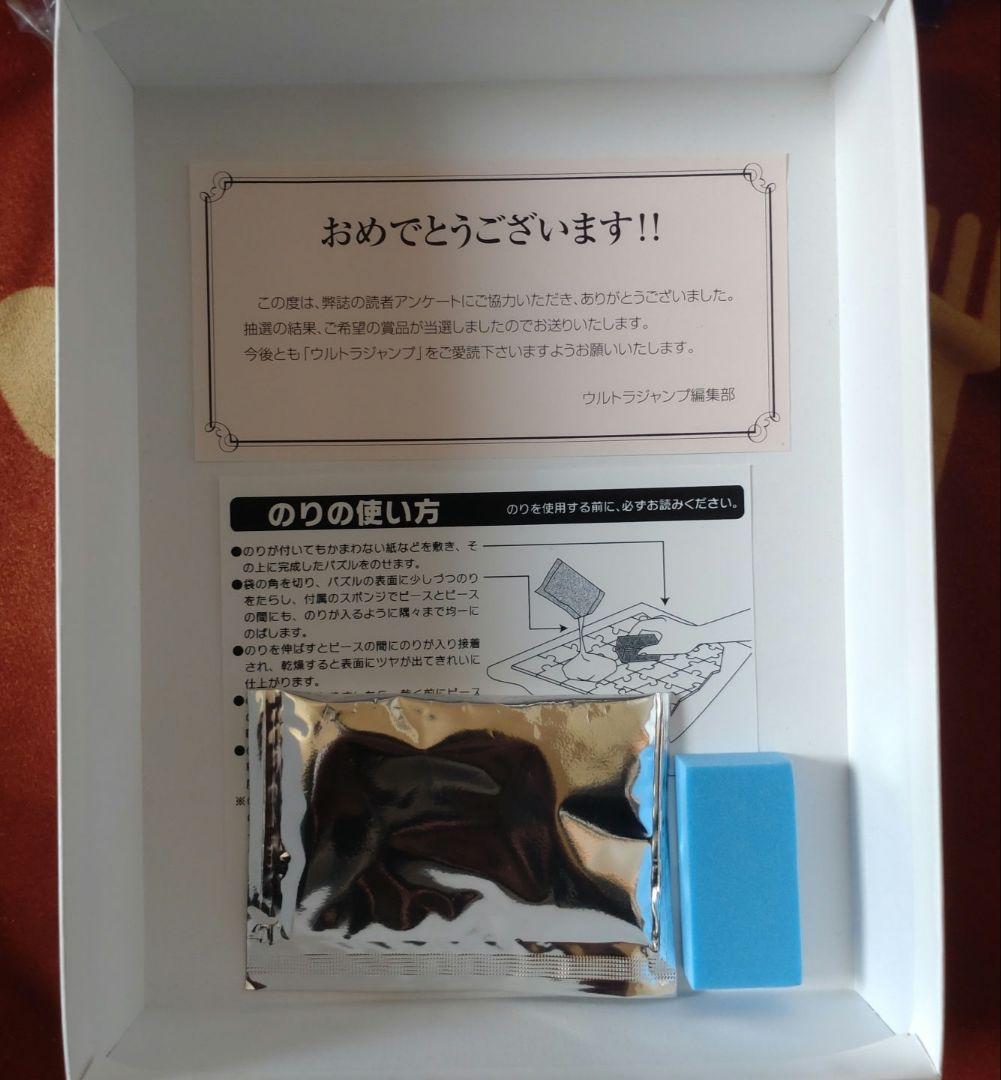 おめでとうございます!!
この度は、弊誌の読者アンケートにご協力いただき、ありがとうございました。
抽選の結果、ご希望の賞品が当選しましたのでお送りいたします。
今後とも「ウルトラジャンプ」をご愛読下さいますようお願いいたします。
ウルトラジャンプ編集部
のりの使い方
のりを使用する前に、必ずお読みください。
●のりが付いてもかまわない紙などを敷き、そ
の上に完成したパズルをのせます。
●袋の角を切り、パズルの表面に少しづつのり
をたらし、付属のスポンジでピースとピース
の間にも、のりが入るように隅々まで均一に
のばします。
●のりを伸ばすとピースの間にのりが入り接着
され、乾燥すると表面にツヤが出てきれいに
仕上がります。
●
前にピース
●
※